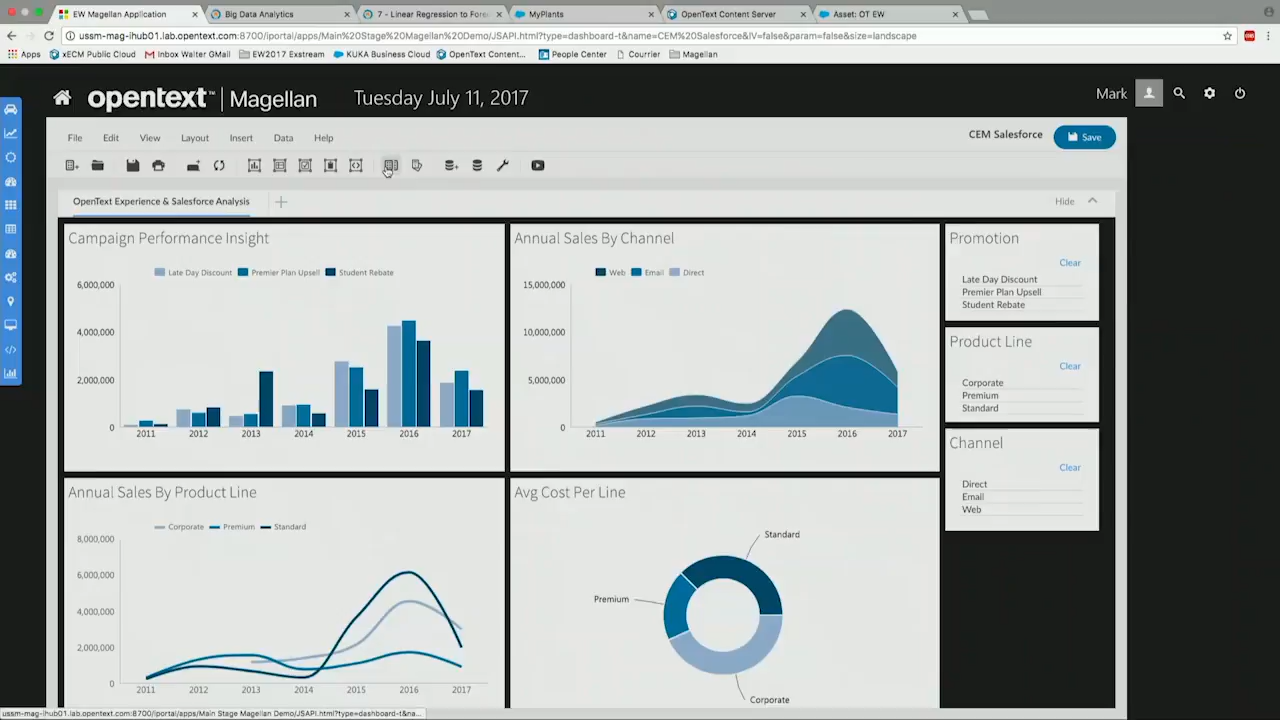 EW Magellan Application
Big Data Analytics
7 - Linear Regression to Fore
MyPlants
OpenText Content Server
Asset: OT EW
ussm-mag-ihub01.lab.opentext.com:8700/iportal/apps/Main%20Stage%20Magellan%20Demo/JSAPI.html?type=dashboard-t&name=CEM%20Salesforce&IV=false&param=false&size=landscape
Apps
xECM Public Cloud
Inbox Walter GMail
EW2017 Exstream
KUKA Business Cloud
OpenText Content...
People Center
Courrier
Magellan
opentext™ | Magellan
Tuesday July 11, 2017
Mark
File Edit View Layout Insert Data Help
CEM Salesforce
Save
OpenText Experience & Salesforce Analysis
Hide
Campaign Performance Insight
Late Day Discount Premier Plan Upsell Student Rebate
6,000,000
4,000,000
2,000,000
0
2011 2012 2013 2014 2015 2016 2017
Annual Sales By Channel
Web Email Direct
15,000,000
10,000,000
5,000,000
0
2011 2012 2013 2014 2015 2016 2017
Promotion
Clear
Late Day Discount
Premier Plan Upsell
Student Rebate
Product Line
Clear
Corporate
Premium
Standard
Channel
Clear
Direct
Email
Web
Annual Sales By Product Line
Corporate Premium Standard
8,000,000
6,000,000
4,000,000
2,000,000
0
2011 2012 2013 2014 2015 2016 2017
Avg Cost Per Line
Standard
Premium
Corporate
ussm-mag-ihub01.lab.opentext.com:8700/iportal/apps/Main Stage Magellan Demo/JSAPI.html?type=dashboard-t&na...